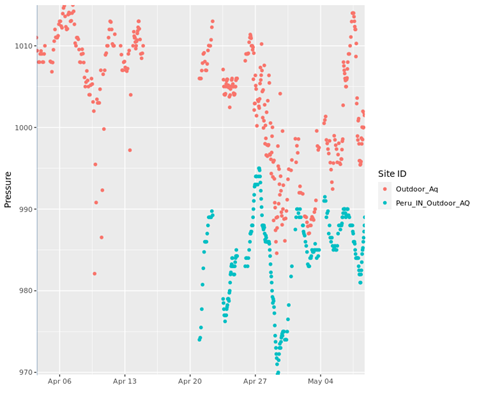 1010
1000
990
980
970
Pressure
Apr 06
Apr 13
Apr 20
Apr 27
May 04
Site ID
Outdoor_Aq
Peru_IN_Outdoor_AQ